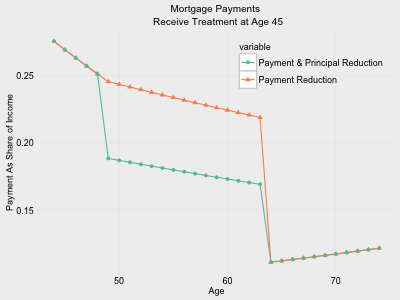 Mortgage Payments
Receive Treatment at Age 45
variable
Payment & Principal Reduction
Payment Reduction
Payment As Share of Income
0.25
0.20
0.15
50
60
70
Age